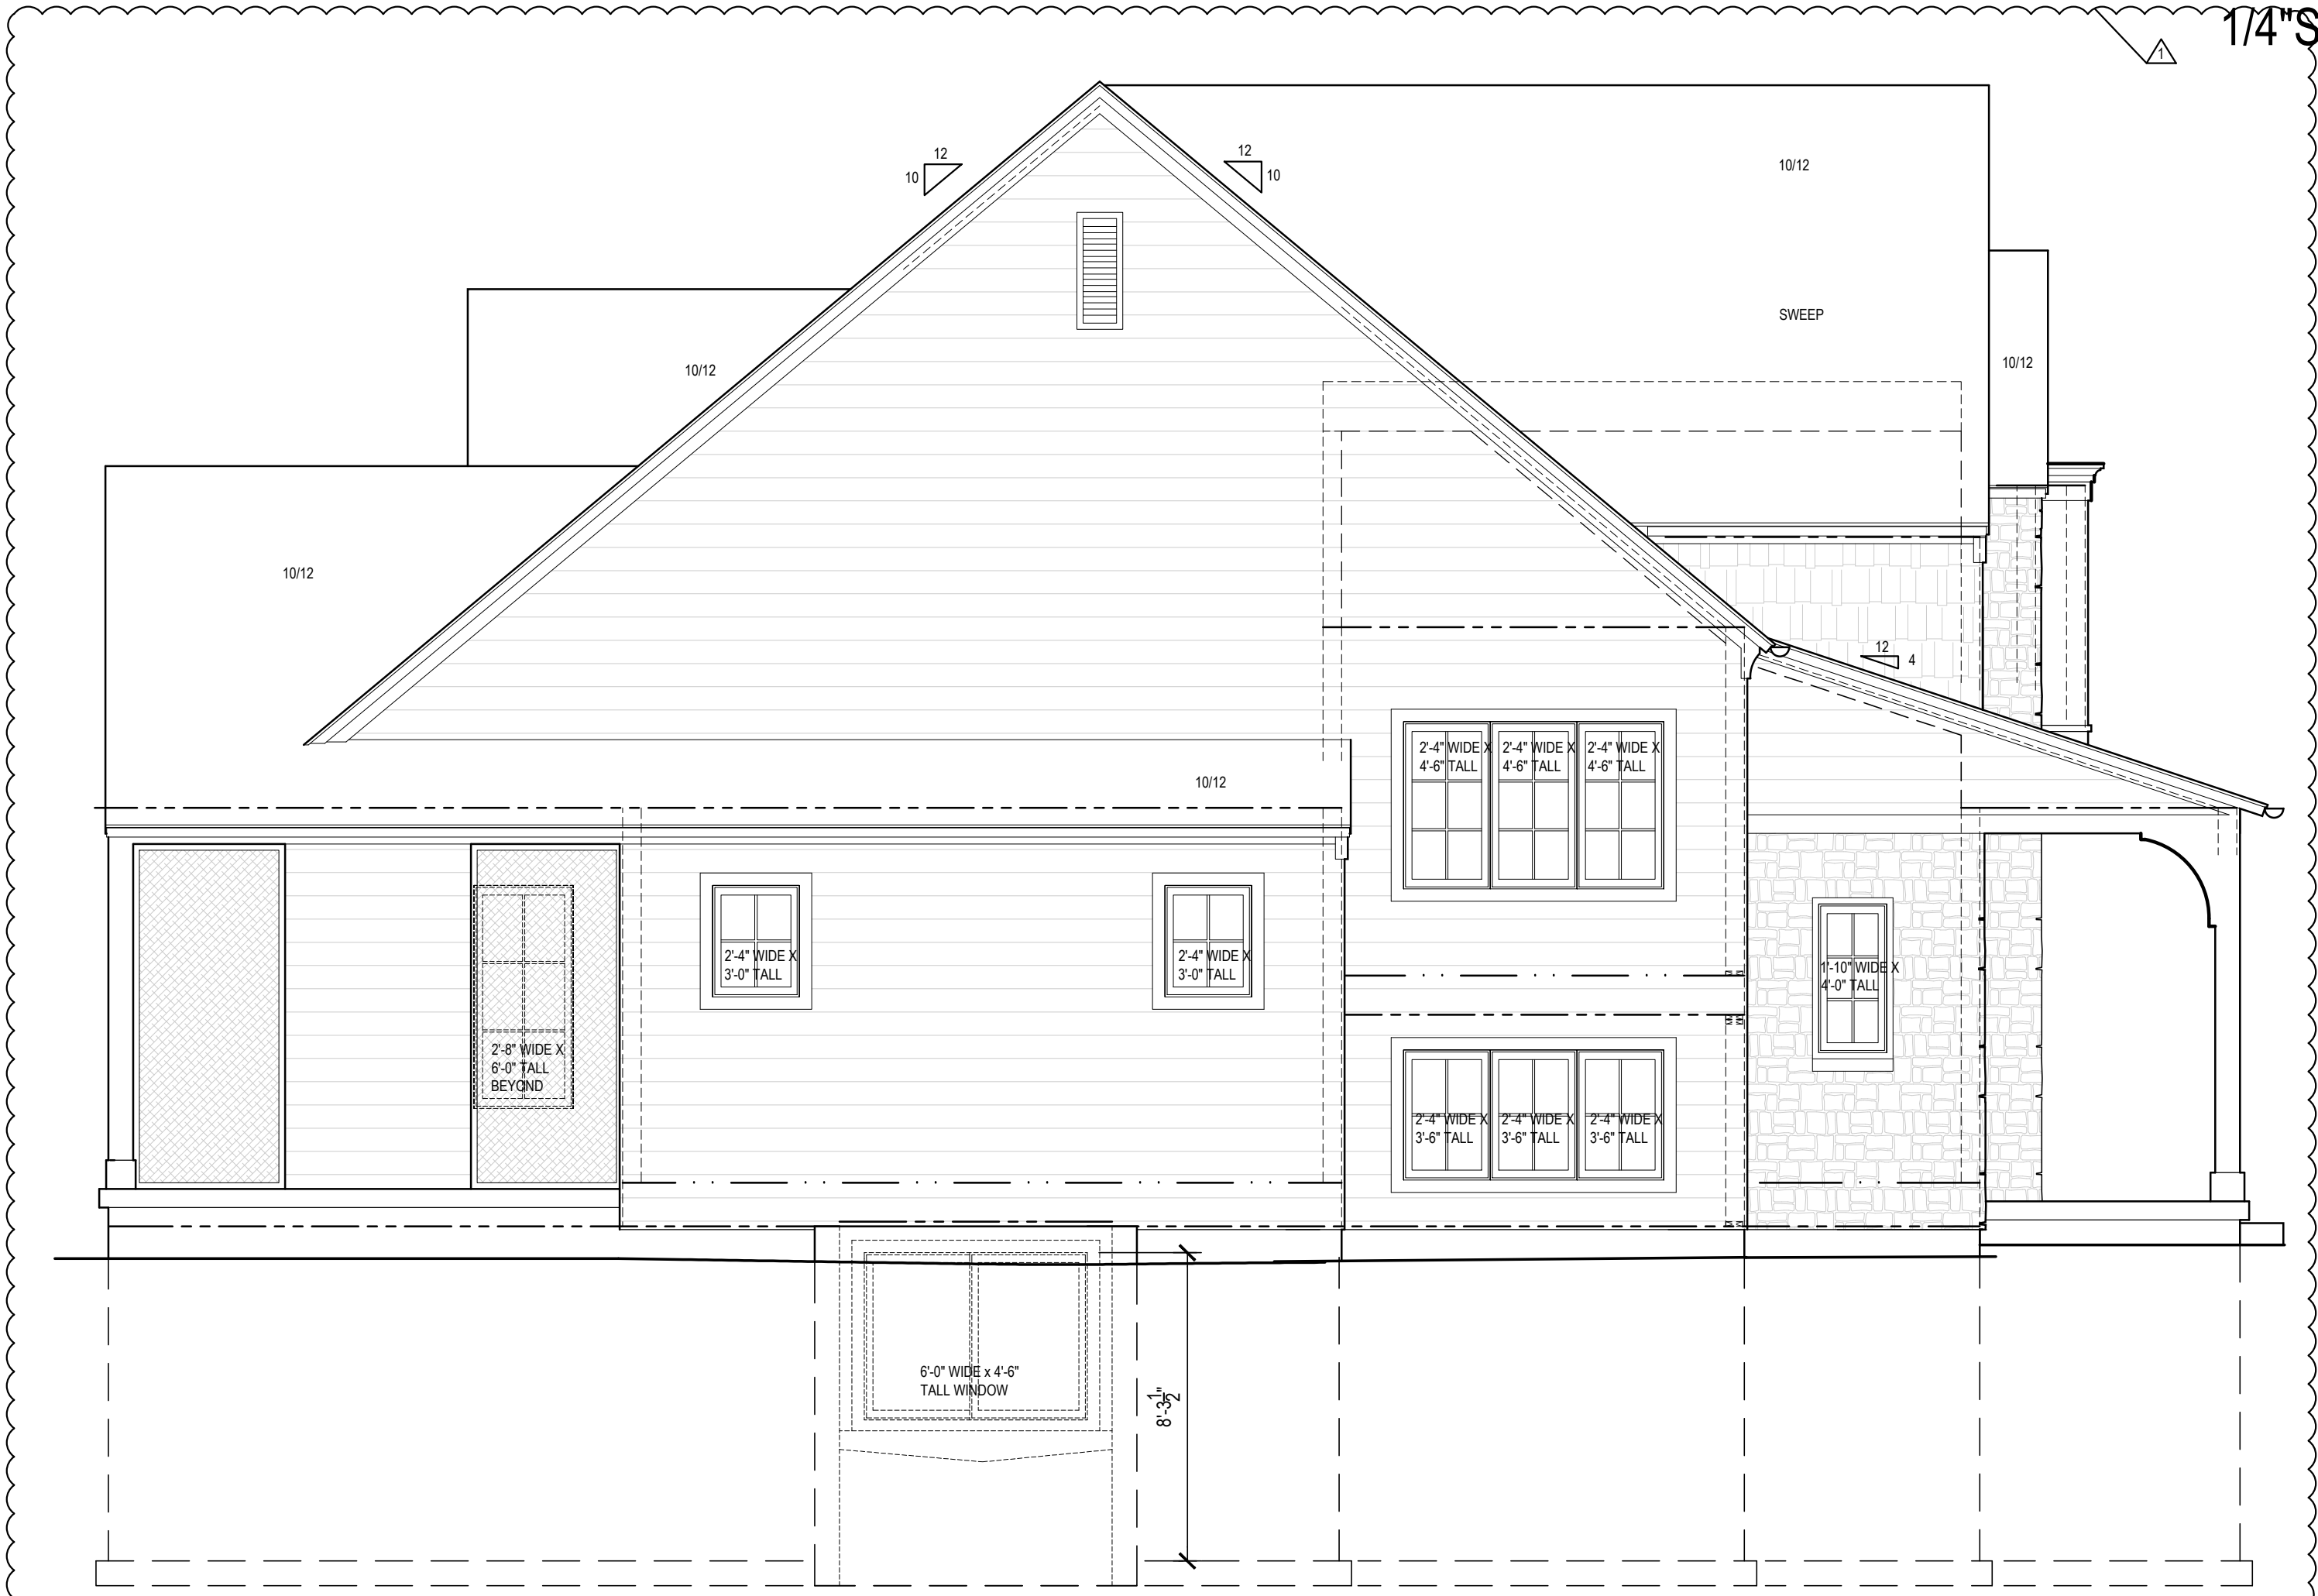 1/4"S
1
12
10
12
10
10/12
SWEEP
10/12
10/12
10/12
12
4
10/12
2'-4" WIDE X
4'-6" TALL
2'-4" WIDE X
4'-6" TALL
2'-4" WIDE X
4'-6" TALL
2'-4" WIDE X
3'-0" TALL
2'-4" WIDE X
3'-0" TALL
1'-10" WIDE X
4'-0" TALL
2'-8" WIDE X
6'-0" TALL
BEYOND
2'-4" WIDE X
3'-6" TALL
2'-4" WIDE X
3'-6" TALL
2'-4" WIDE X
3'-6" TALL
6'-0" WIDE x 4'-6"
TALL WINDOW
8'-3 1/2"